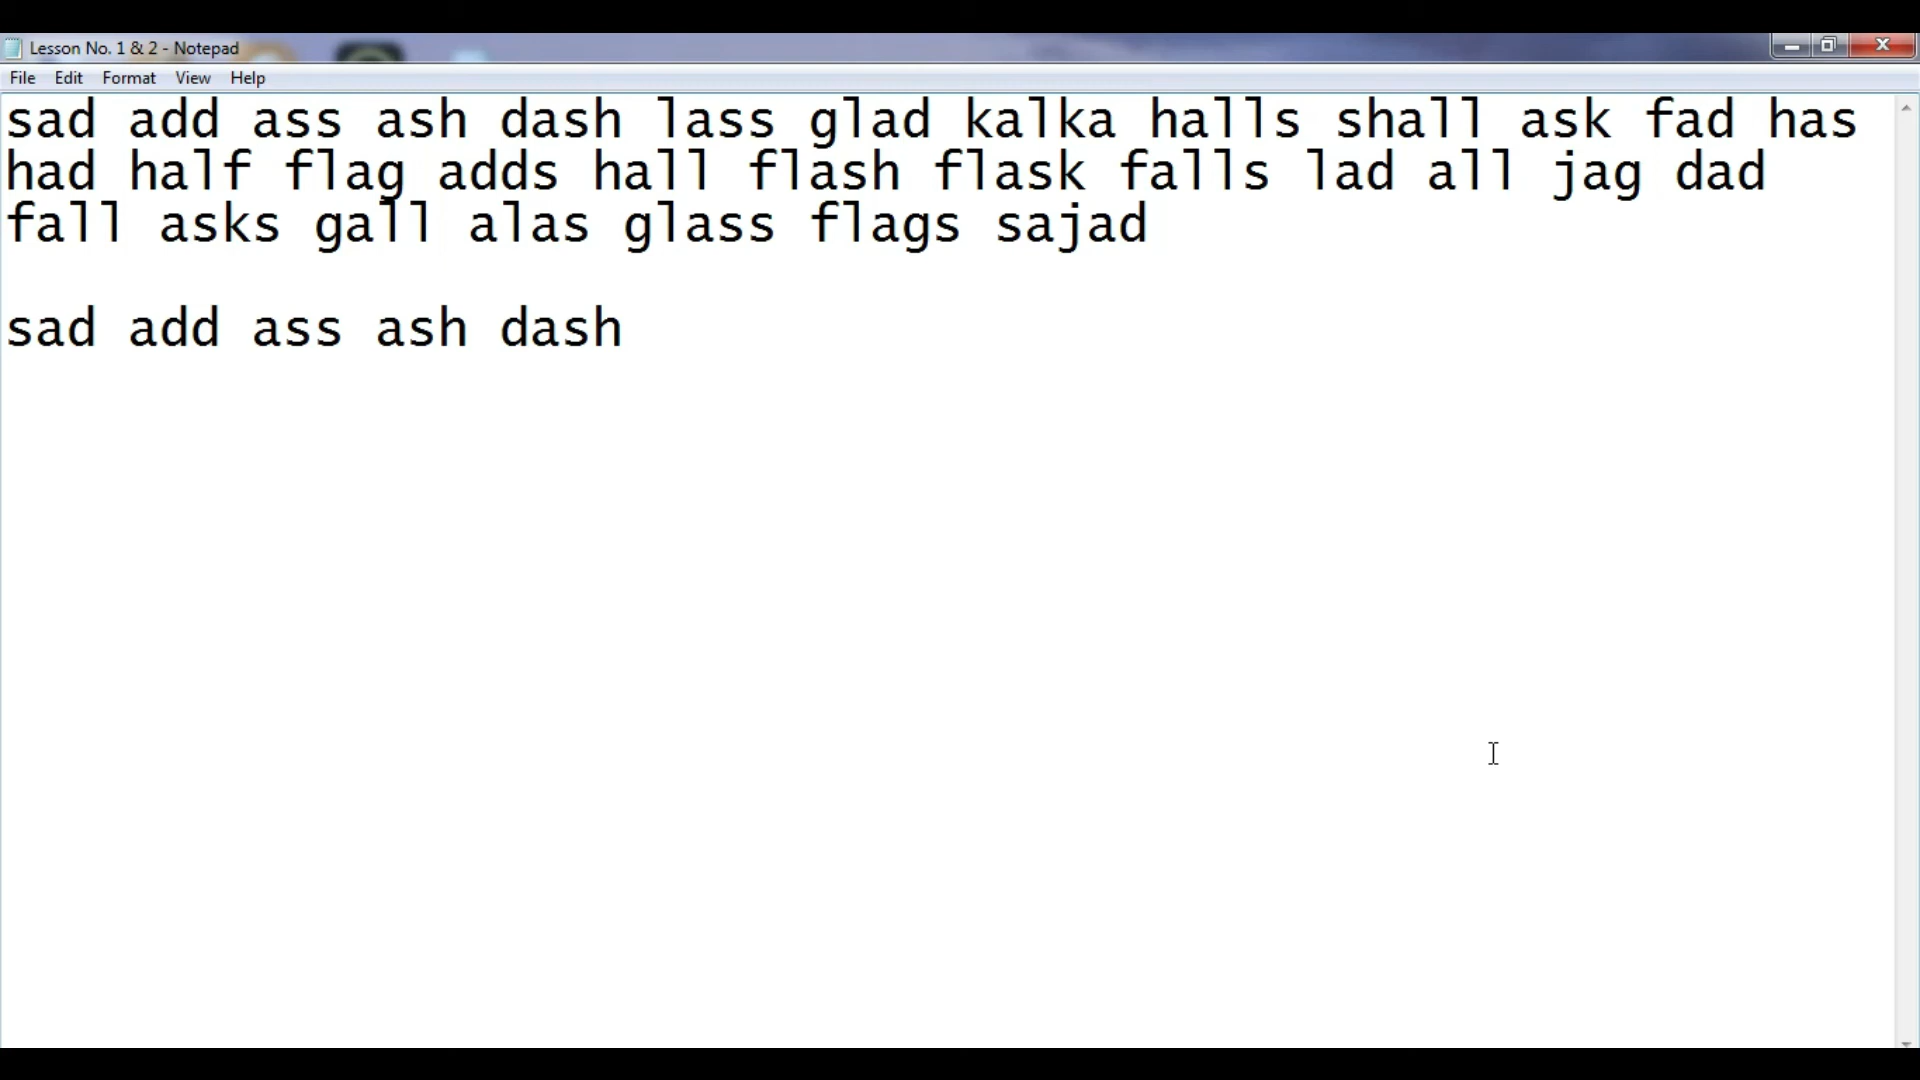 Lesson No. 1 & 2 - Notepad
File Edit Format View Help
sad add ass ash dash lass glad kalka halls shall ask fad has
had half flag adds hall flash flask falls lad all jag dad
fall asks gall alas glass flags sajad
sad add ass ash dash